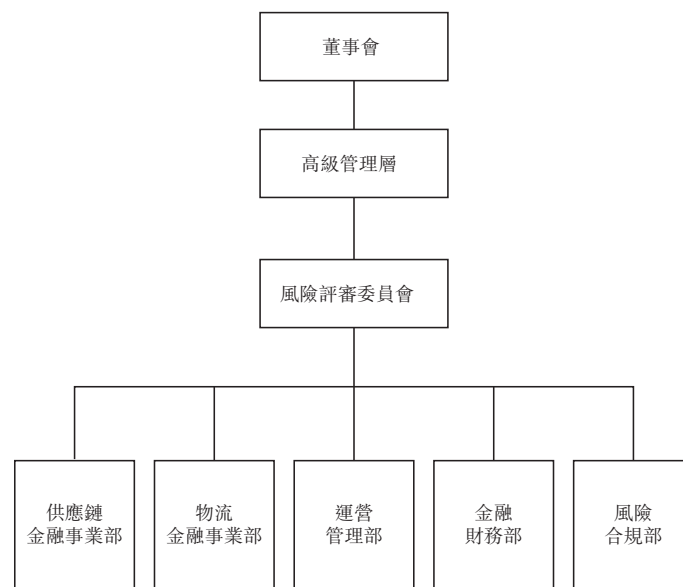 董事會
高級管理層
風險評審委員會
供應鏈
金融事業部
物流
金融事業部
運營
管理部
金融
財務部
風險
合規部